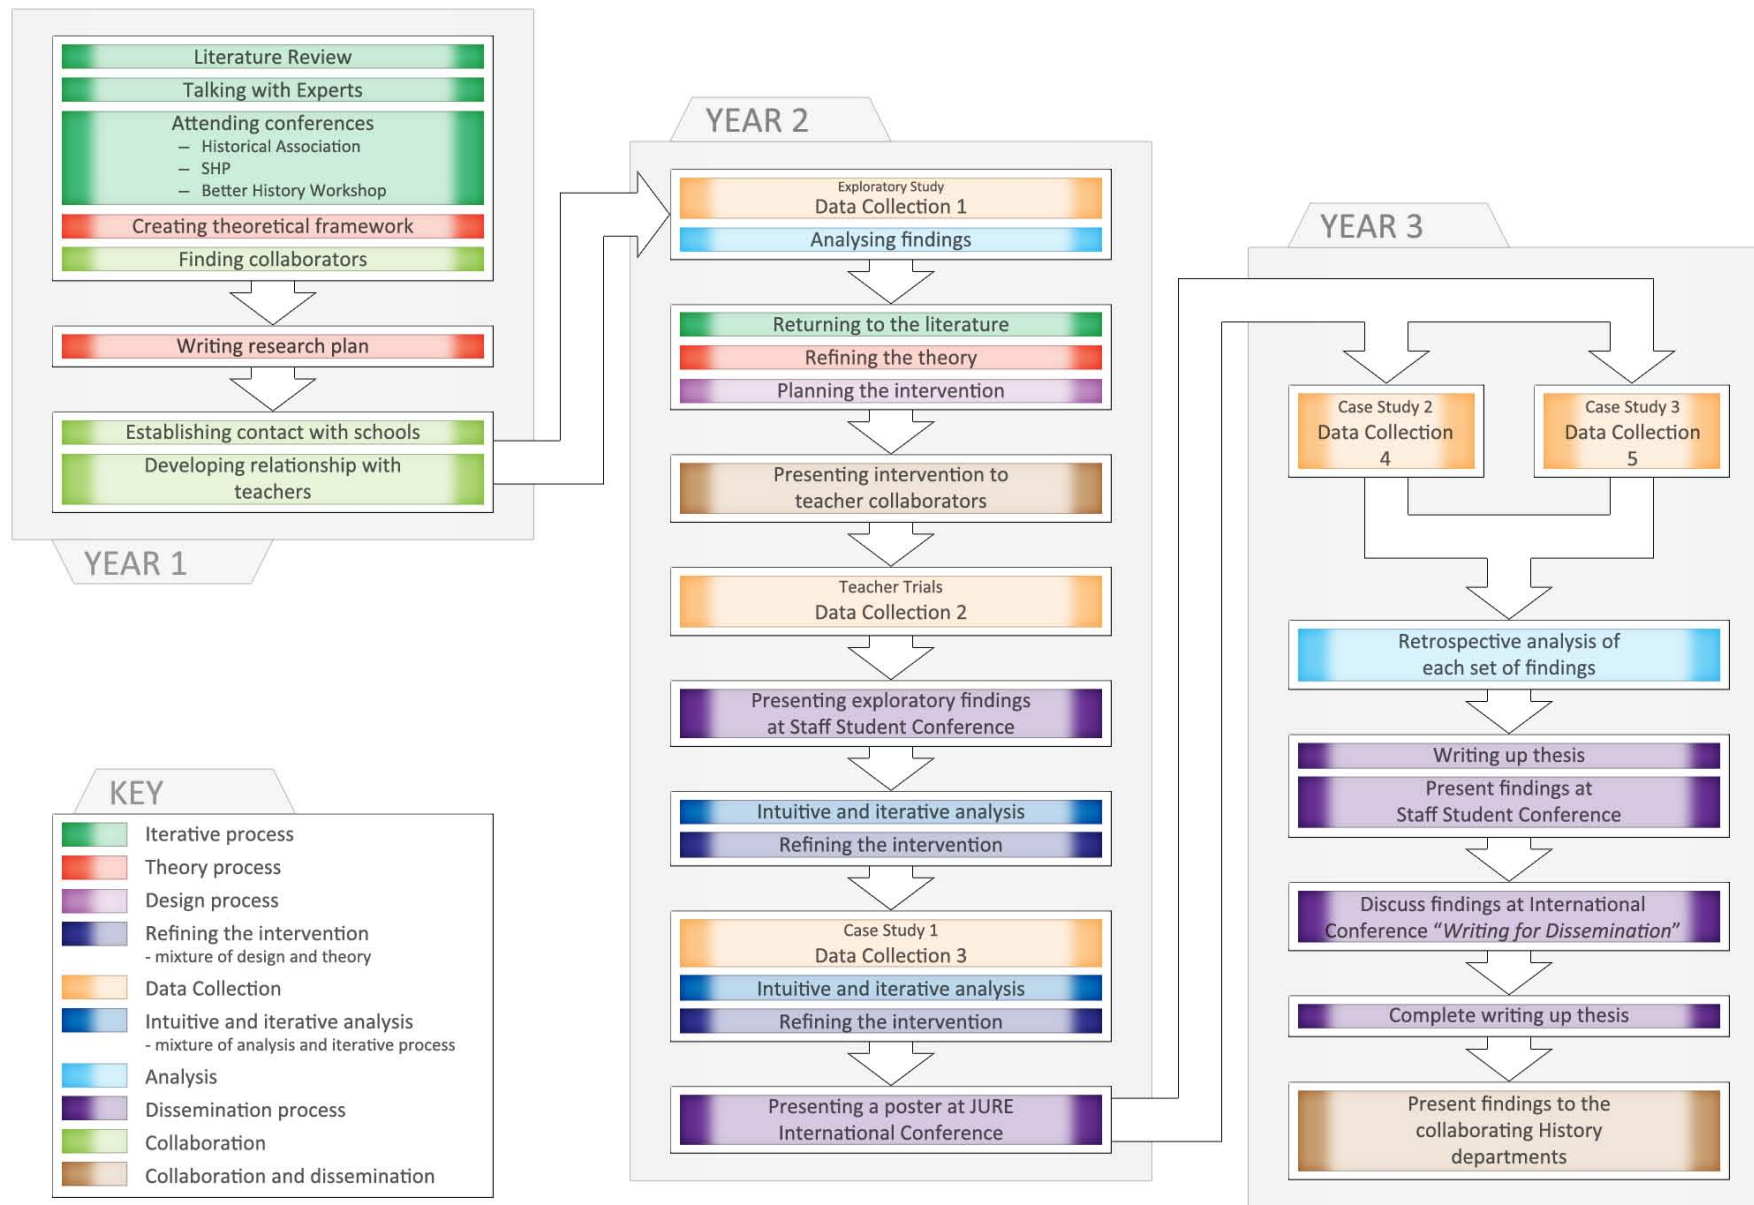 Literature Review
Talking with Experts
Attending conferences
– Historical Association
– SHP
– Better History Workshop
Creating theoretical framework
Finding collaborators
Writing research plan
Establishing contact with schools
Developing relationship with
teachers
YEAR 1
YEAR 2
Exploratory Study
Data Collection 1
Analysing findings
Returning to the literature
Refining the theory
Planning the intervention
Presenting intervention to
teacher collaborators
Teacher Trials
Data Collection 2
Presenting exploratory findings
at Staff Student Conference
Intuitive and iterative analysis
Refining the intervention
Case Study 1
Data Collection 3
Intuitive and iterative analysis
Refining the intervention
Presenting a poster at JURE
International Conference
YEAR 3
Case Study 2
Data Collection
4
Case Study 3
Data Collection
5
Retrospective analysis of
each set of findings
Writing up thesis
Present findings at
Staff Student Conference
Discuss findings at International
Conference “Writing for Dissemination”
Complete writing up thesis
Present findings to the
collaborating History
departments
KEY
Iterative process
Theory process
Design process
Refining the intervention
- mixture of design and theory
Data Collection
Intuitive and iterative analysis
- mixture of analysis and iterative process
Analysis
Dissemination process
Collaboration
Collaboration and dissemination